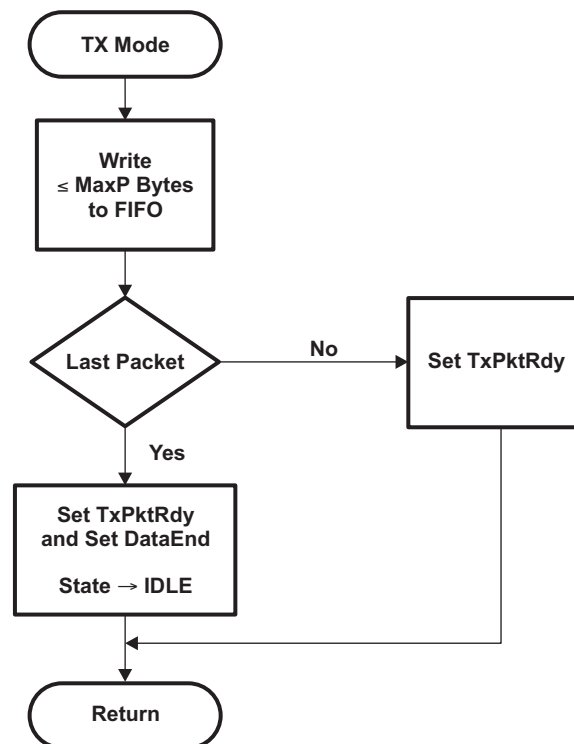 TX Mode
Write
≤ MaxP Bytes
to FIFO
Last Packet
No
Set TxPktRdy
Yes
Set TxPktRdy
and Set DataEnd
State → IDLE
Return